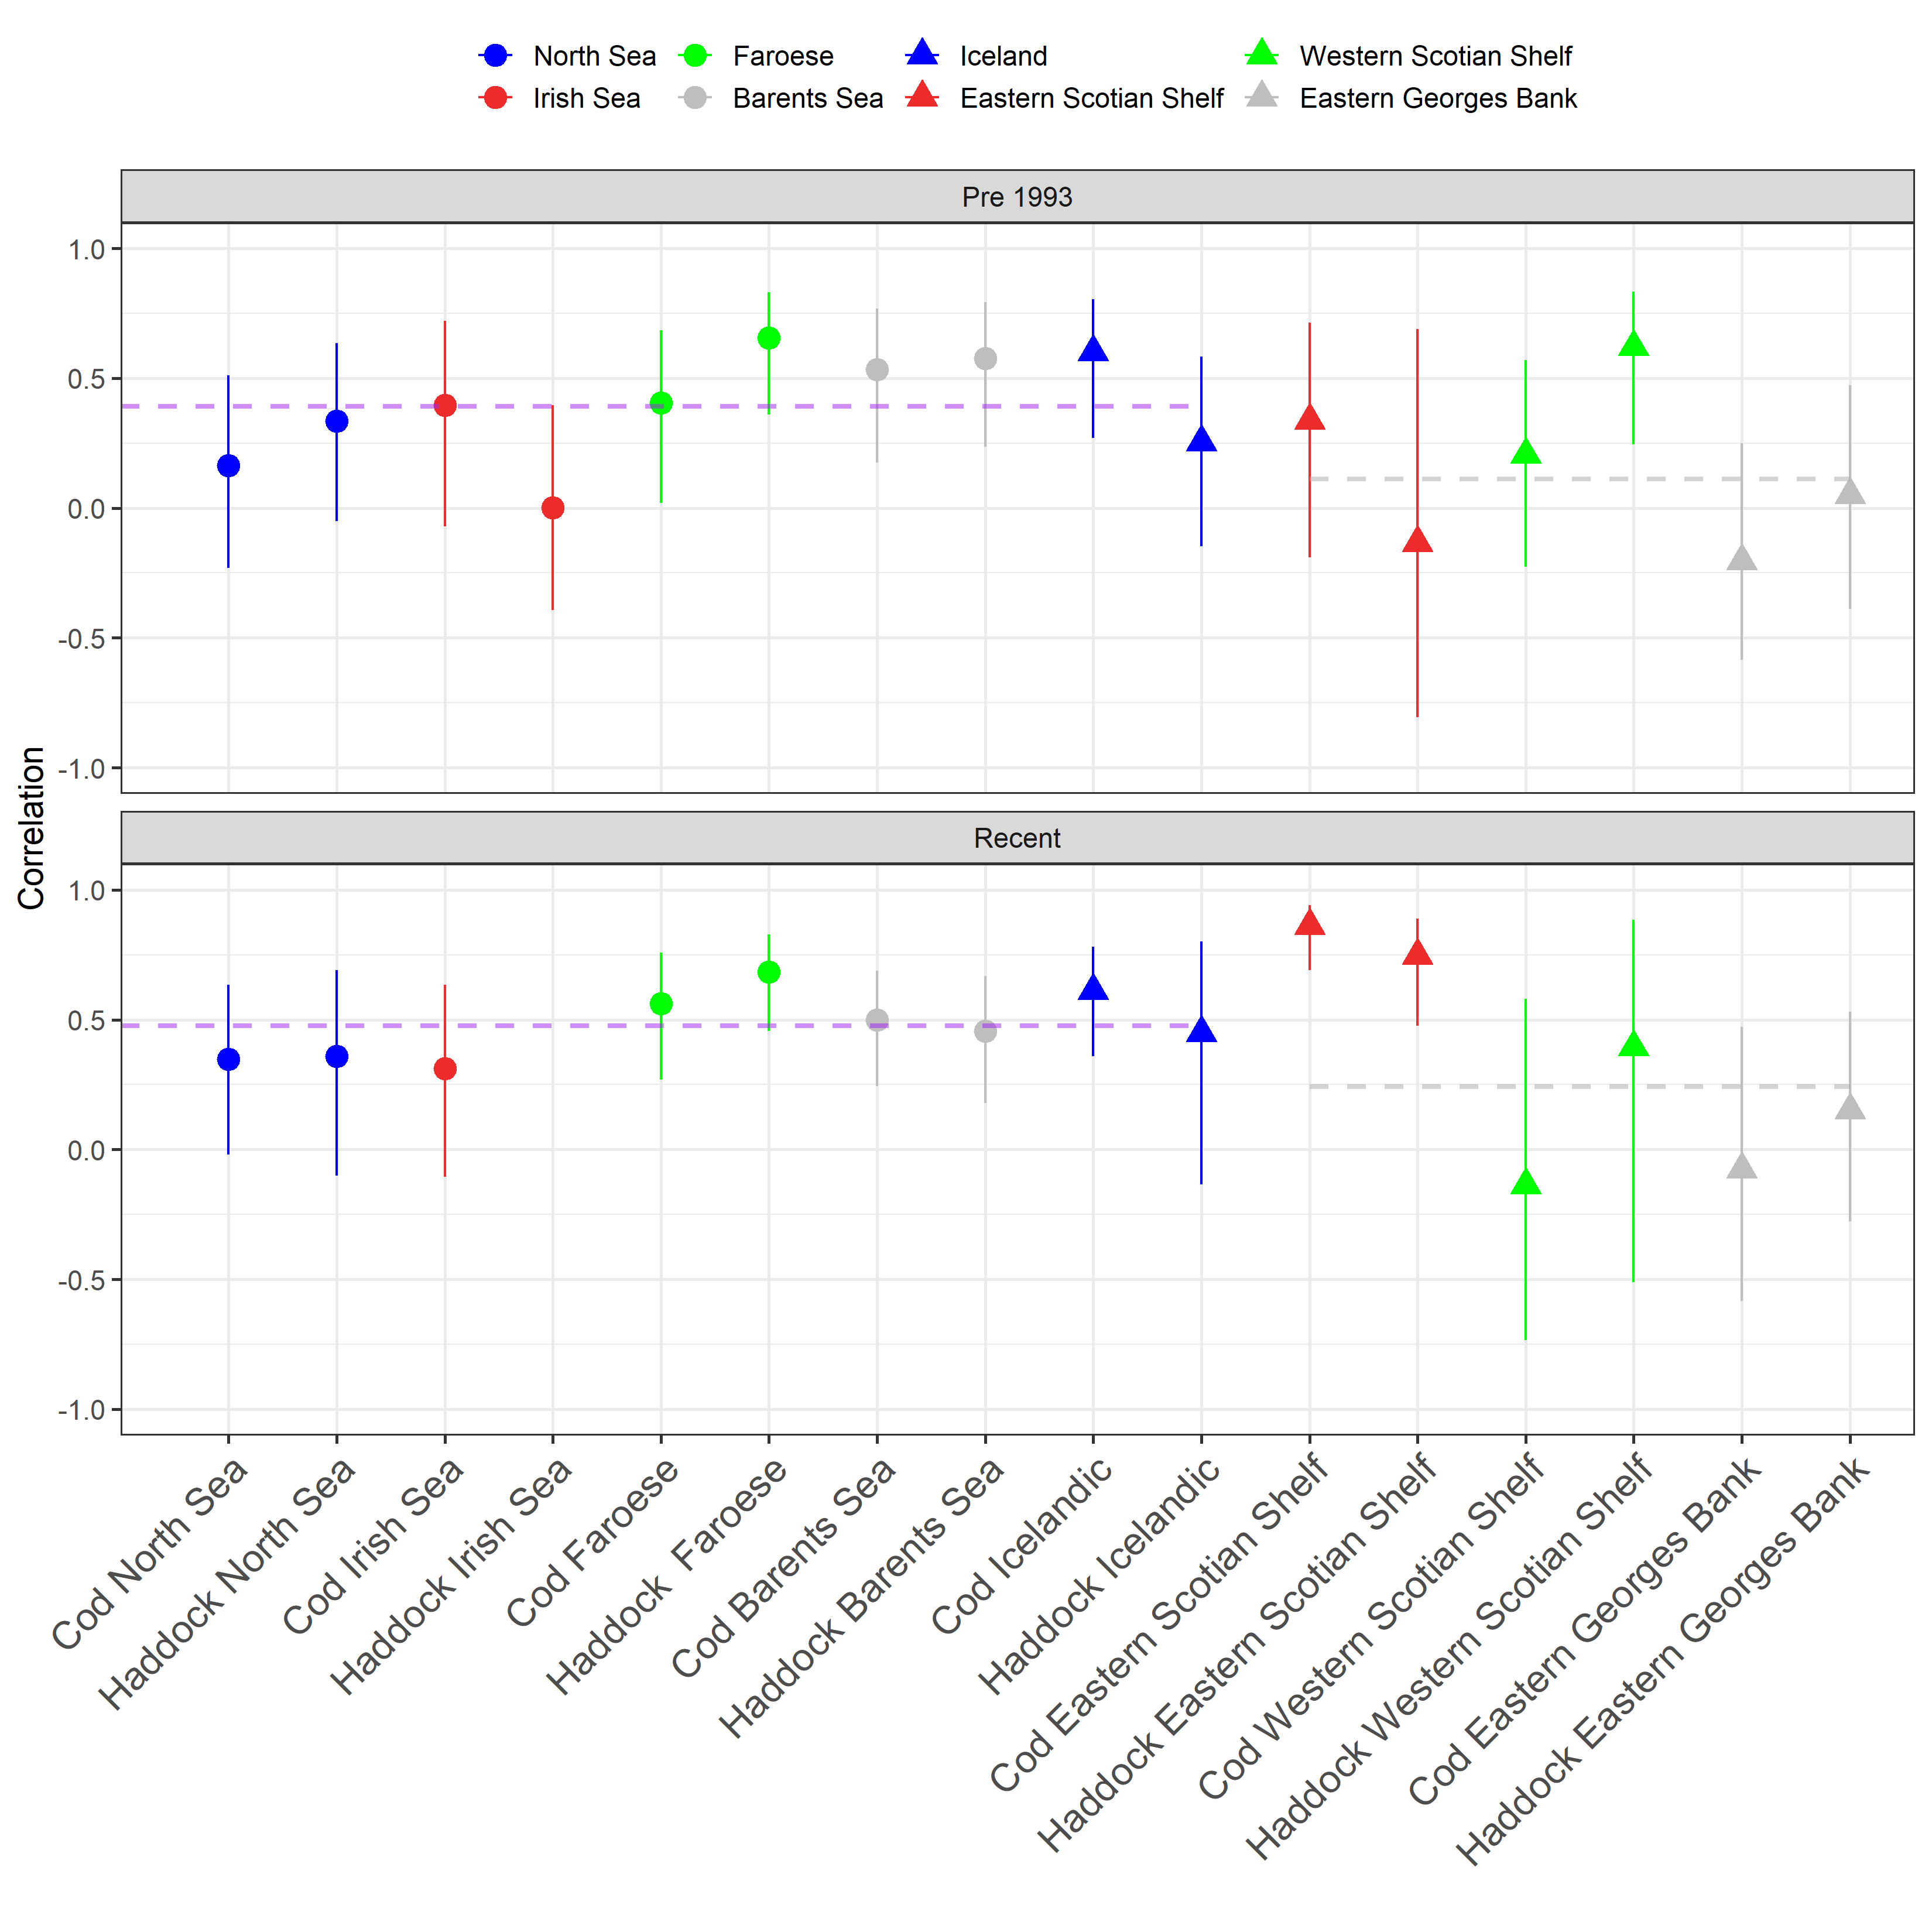 North Sea Faroese Iceland Western Scotian Shelf
Irish Sea Barents Sea Eastern Scotian Shelf Eastern Georges Bank
Pre 1993
1.0
0.5
0.0
-0.5
-1.0
Correlation
Recent
1.0
0.5
0.0
-0.5
-1.0
Cod North Sea
Haddock North Sea
Cod Irish Sea
Haddock Irish Sea
Cod Faroese
Haddock  Faroese
Cod Barents Sea
Haddock Barents Sea
Cod Icelandic
Haddock Icelandic
Cod Eastern Scotian Shelf
Haddock Eastern Scotian Shelf
Cod Western Scotian Shelf
Haddock Western Scotian Shelf
Cod Eastern Georges Bank
Haddock Eastern Georges Bank